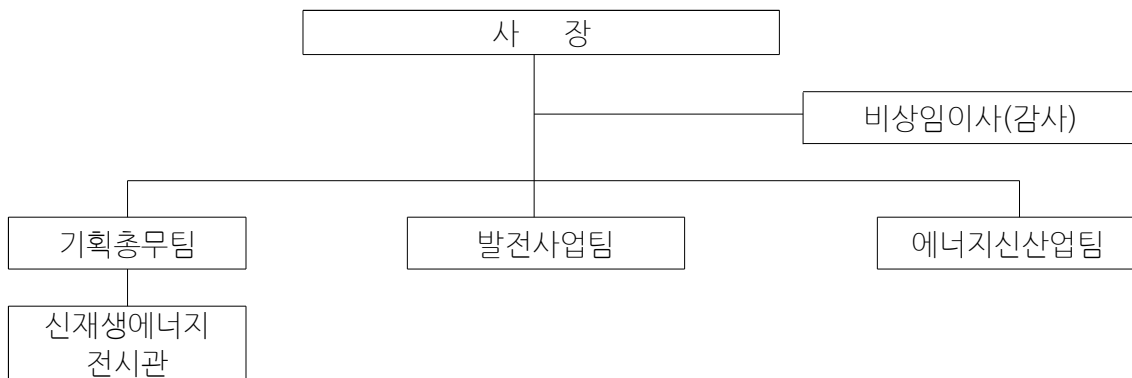 사 장
비상임이사(감사)
기획총무팀
발전사업팀
에너지신산업팀
신재생에너지
전시관